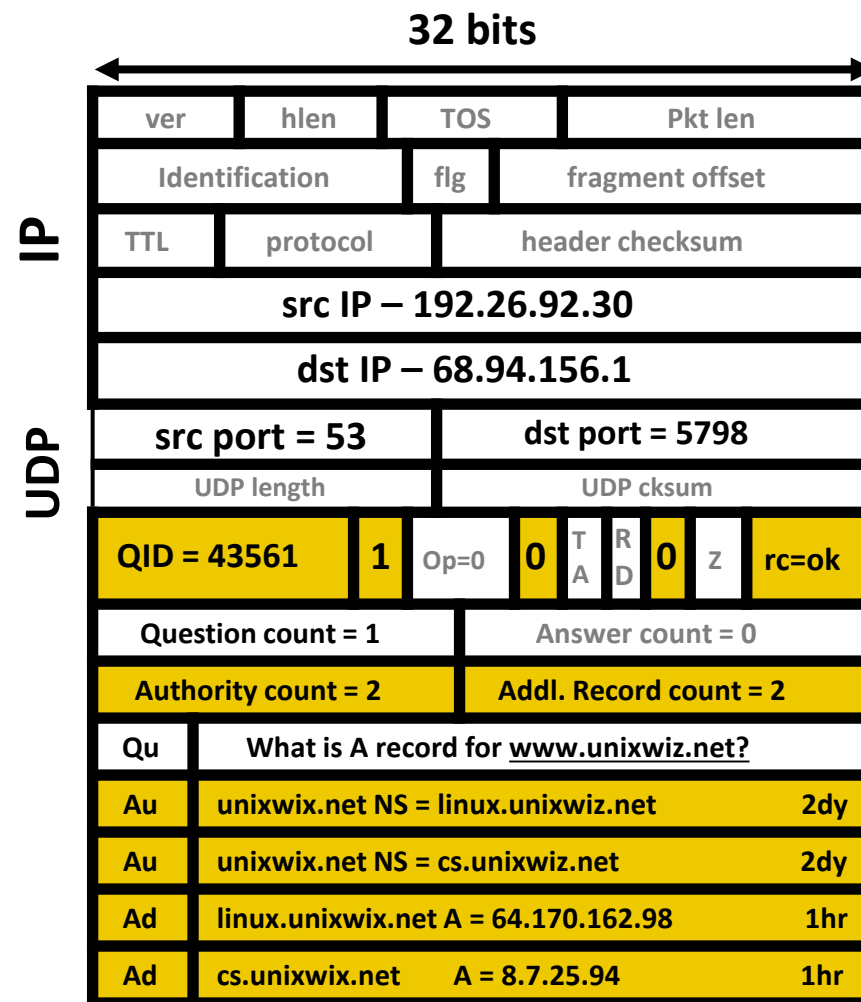 32 bits
ver hlen TOS Pkt len
Identification flg fragment offset
IP
TTL protocol header checksum
src IP – 192.26.92.30
dst IP – 68.94.156.1
UDP
src port = 53 dst port = 5798
UDP length UDP cksum
QID = 43561 1 Op=0 0 TA RD 0 Z rc=ok
Question count = 1 Answer count = 0
Authority count = 2 Addl. Record count = 2
Qu What is A record for www.unixwiz.net?
Au unixwix.net NS = linux.unixwiz.net 2dy
Au unixwix.net NS = cs.unixwiz.net 2dy
Ad linux.unixwix.net A = 64.170.162.98 1hr
Ad cs.unixwix.net A = 8.7.25.94 1hr